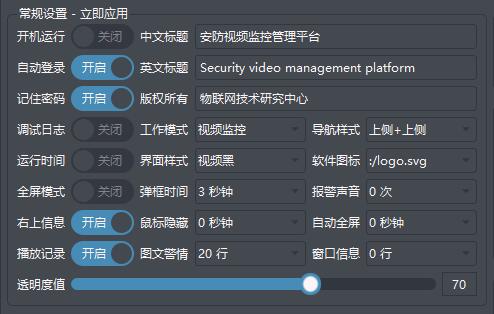 常规设置 - 立即应用
开机运行 关闭 中文标题 安防视频监控管理平台
自动登录 开启 英文标题 Security video management platform
记住密码 开启 版权所有 物联网技术研究中心
调试日志 关闭 工作模式 视频监控 导航样式 上侧+上侧
运行时间 关闭 界面样式 视频黑 软件图标 :/logo.svg
全屏模式 关闭 弹框时间 3 秒钟 报警声音 0 次
右上信息 开启 鼠标隐藏 0 秒钟 自动全屏 0 秒钟
播放记录 开启 图文警情 20 行 窗口信息 0 行
透明度值 70